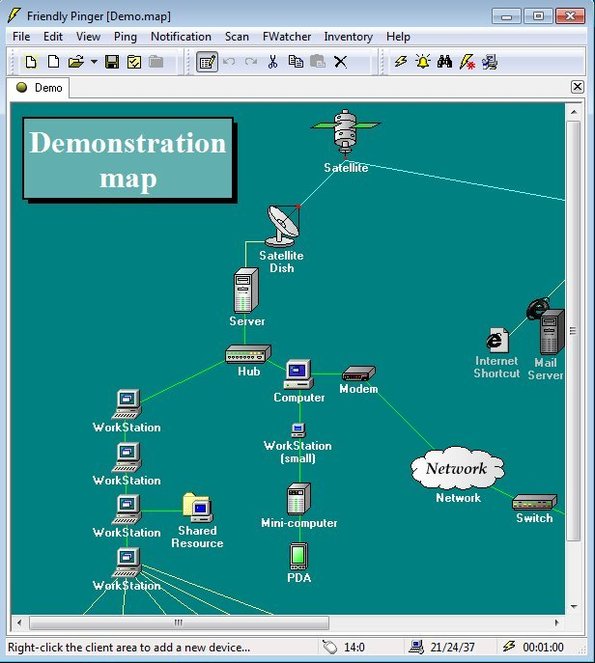 Friendly Pinger [Demo.map]
File Edit View Ping Notification Scan FWatcher Inventory Help
Demo
Demonstration
map
Satellite
Satellite
Dish
Server
Internet
Shortcut
Mail
Server
Hub
Computer
Modem
WorkStation
WorkStation
(small)
WorkStation
Network
Network
Switch
WorkStation
Shared
Resource
Mini-computer
PDA
WorkStation
Right-click the client area to add a new device...
14:0
21/24/37
00:01:00